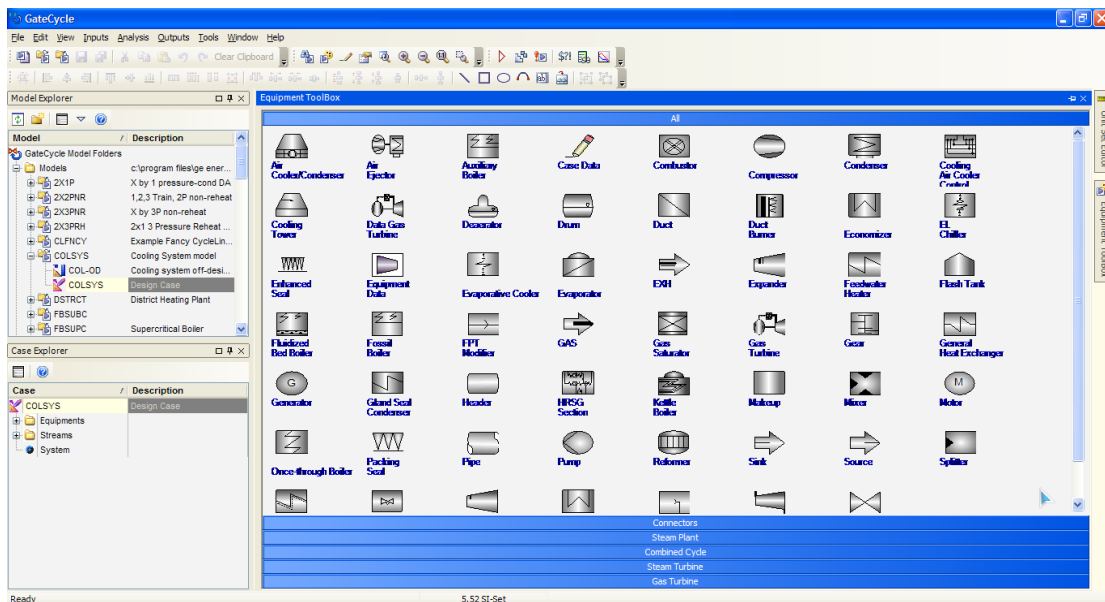 GateCycle
File Edit View Inputs Analysis Outputs Tools Window Help
Clear Clipboard
$?!
Model Explorer
Equipment ToolBox
All
Model / Description
GateCycle Model Folders
Models c:\program files\ge ener...
2X1P X by 1 pressure-cond DA
2X2PNR 1,2,3 Train, 2P non-reheat
2X3PNR X by 3P non-reheat
2X3PRH 2x1 3 Pressure Reheat ...
CLFNCY Example Fancy CycleLin...
COLSYS Cooling System model
COL-OD Cooling system off-desi...
COLSYS Design Case
DSTRCT District Heating Plant
FBSUBC
FBSUPC Supercritical Boiler
Case Explorer
Case / Description
COLSYS Design Case
Equipments
Streams
System
Air Cooler/Condenser
Air Ejector
Auxiliary Boiler
Case Data
Combustor
Compressor
Condenser
Cooling Air Cooler Control
Cooling Tower
Data Gas Turbine
Deaerator
Drum
Duct
Duct Burner
Economizer
EL Chiller
Enhanced Seal
Equipment Data
Evaporative Cooler
Evaporator
EXH
Expander
Feedwater Heater
Flash Tank
Fluidized Bed Boiler
Fossil Boiler
FPT Modifier
GAS
Gas Saturator
Gas Turbine
Gear
General Heat Exchanger
G
Generator
Gland Seal Condenser
Header
HRSG Section
Kettle Boiler
Makeup
Mixer
M
Motor
Once-through Boiler
Packing Seal
Pipe
Pump
Reformer
Sink
Source
Splitter
Connectors
Steam Plant
Combined Cycle
Steam Turbine
Gas Turbine
Unit Set Editor
Equipment Toolbox
Ready
5.52 SI-Set